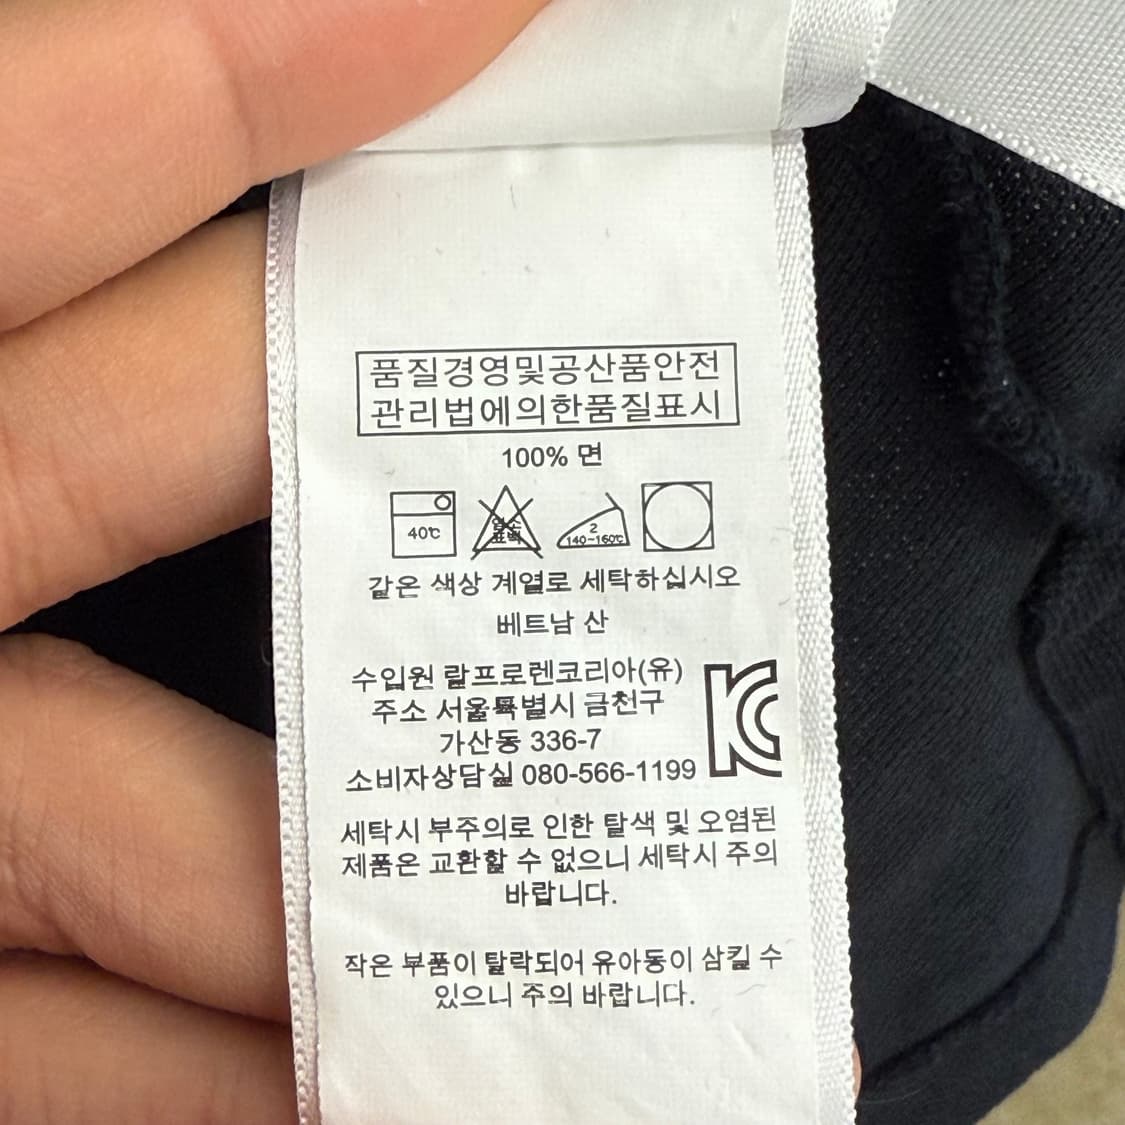 품질경영및공산품안전
관리법에의한품질표시
100% 면
40℃
염소
표백
2
140~160℃
같은 색상 계열로 세탁하십시오
베트남 산
수입원 랄프로렌코리아(유)
주소 서울특별시 금천구
가산동 336-7
소비자상담실 080-566-1199
세탁시 부주의로 인한 탈색 및 오염된
제품은 교환할 수 없으니 세탁시 주의
바랍니다.
작은 부품이 탈락되어 유아동이 삼킬 수
있으니 주의 바랍니다.